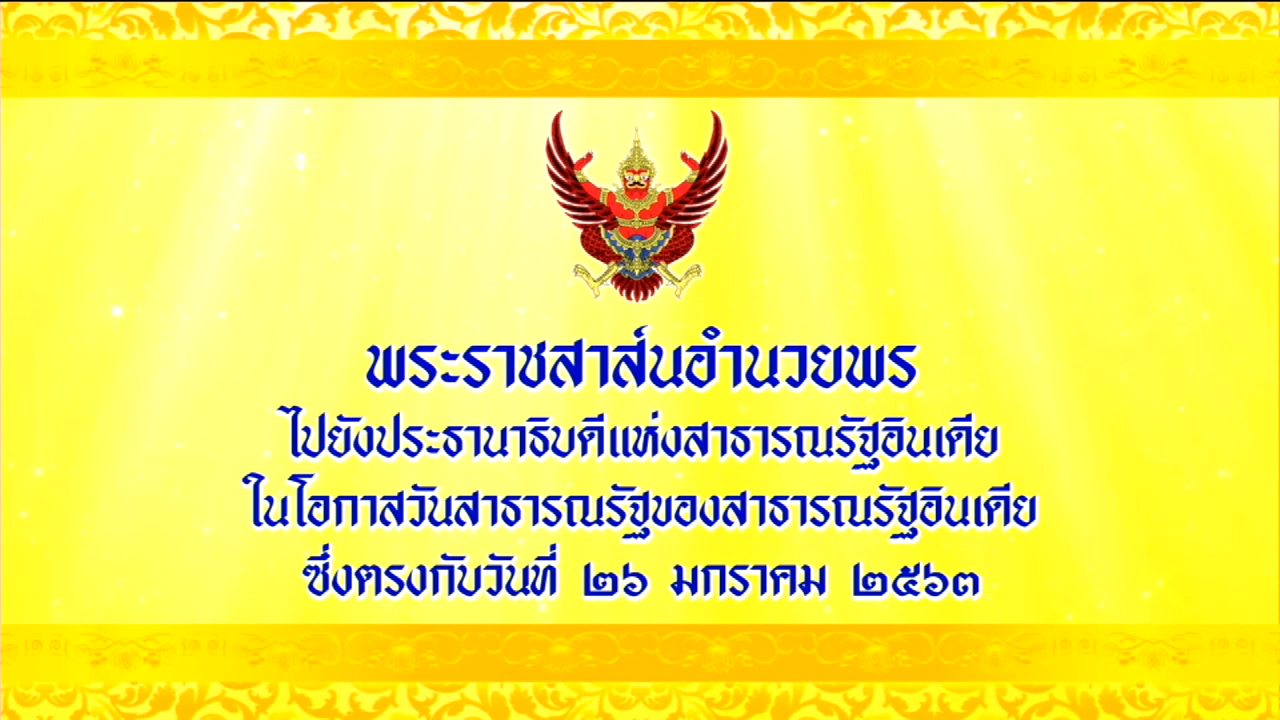 พระราชสาส์นอำนวยพร
ไปยังประธานาธิบดีแห่งสาธารณรัฐอินเดีย
ในโอกาสวันสาธารณรัฐของสาธารณรัฐอินเดีย
ซึ่งตรงกับวันที่ ๒๖ มกราคม ๒๕๖๓